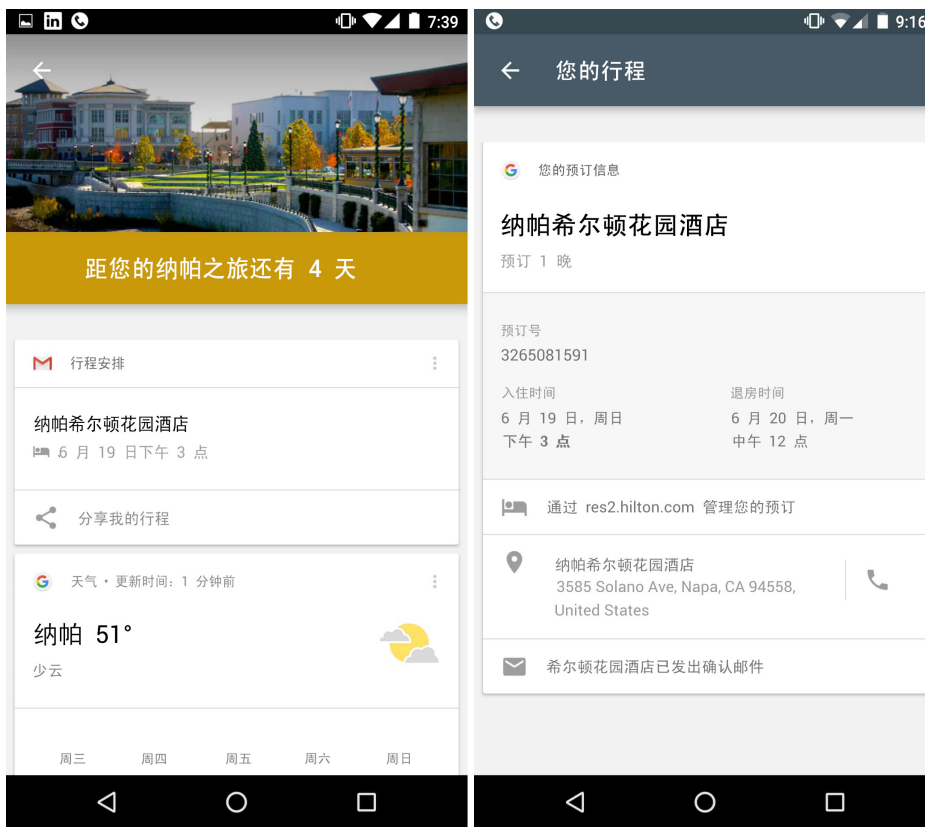 7:39
距您的纳帕之旅还有 4 天
行程安排
纳帕希尔顿花园酒店
6 月 19 日下午 3 点
分享我的行程
天气 • 更新时间：1 分钟前
纳帕 51°
少云
周三 周四 周五 周六 周日
9:16
您的行程
您的预订信息
纳帕希尔顿花园酒店
预订 1 晚
预订号
3265081591
入住时间 退房时间
6 月 19 日，周日 6 月 20 日，周一
下午 3 点 中午 12 点
通过 res2.hilton.com 管理您的预订
纳帕希尔顿花园酒店
3585 Solano Ave, Napa, CA 94558,
United States
希尔顿花园酒店已发出确认邮件